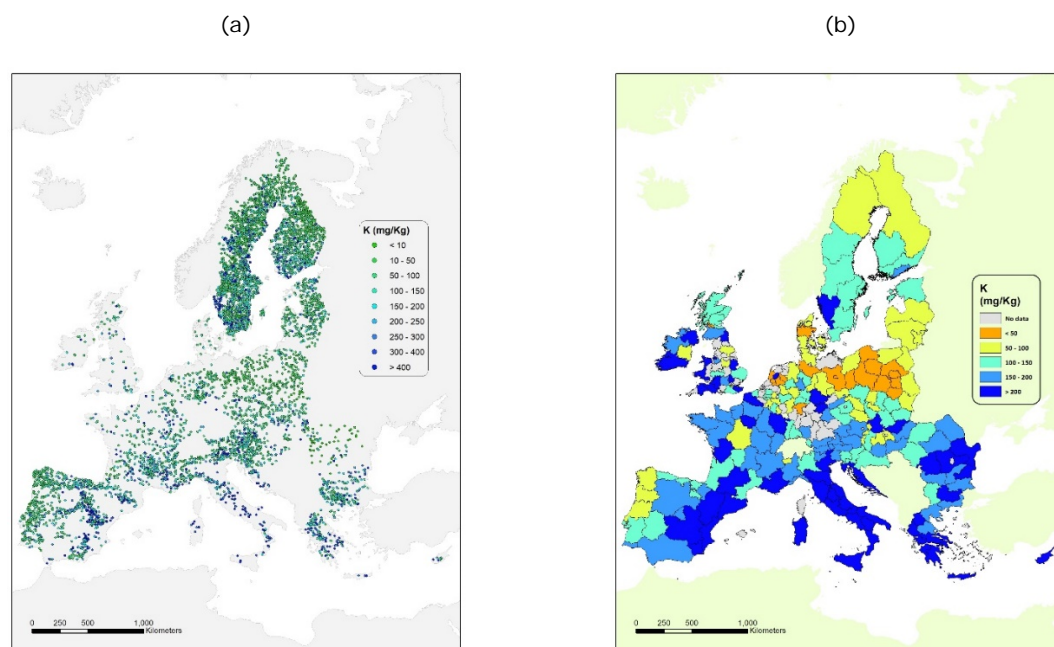 (a)
(b)
K (mg/Kg)
< 10
10 - 50
50 - 100
100 - 150
150 - 200
200 - 250
250 - 300
300 - 400
> 400
0 250 500 1,000
Kilometers
K
(mg/Kg)
No data
< 50
50 - 100
100 - 150
150 - 200
> 200
0 250 500 1,000
Kilometers